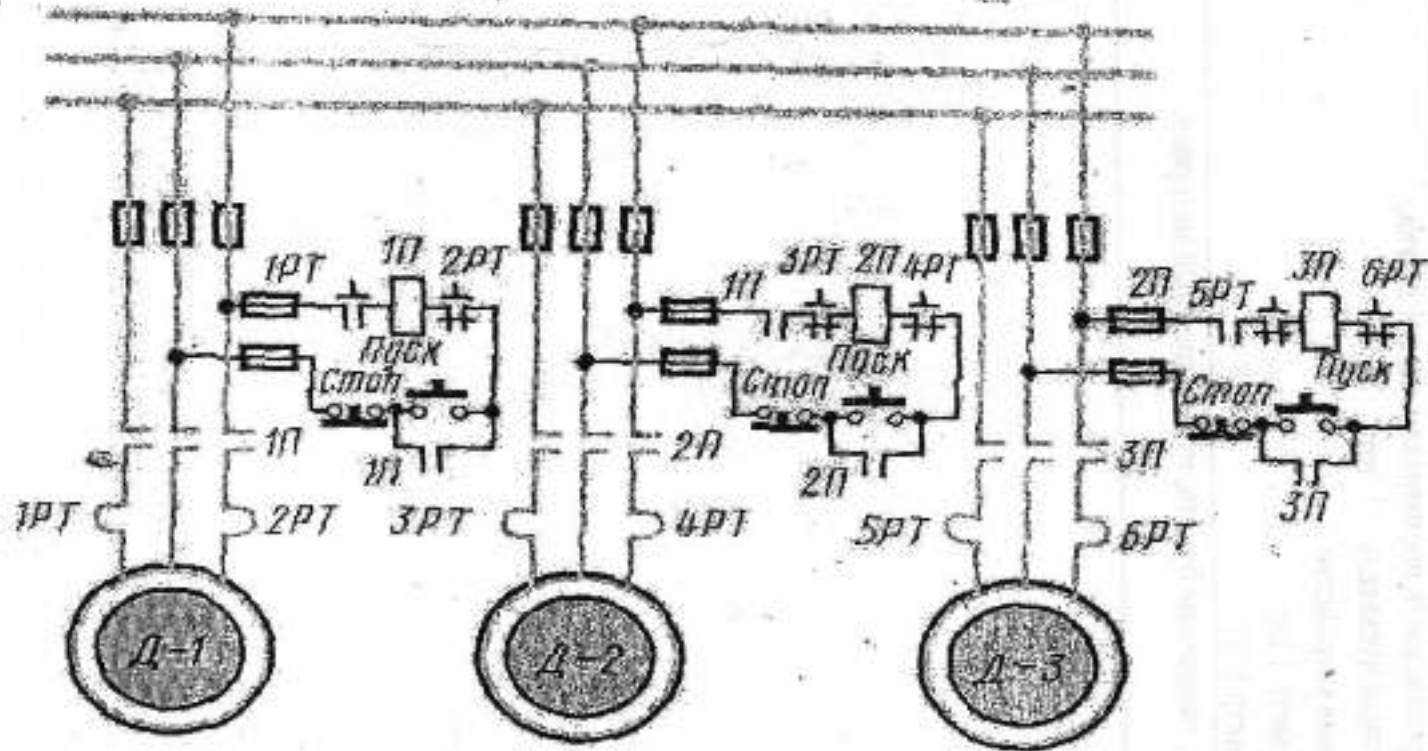 1РТ 1П 2РТ
Пуск
Стоп
1П
1П
1РТ 2РТ
Д-1
1П 3РТ 2П 4РТ
Пуск
Стоп
2П
2П
3РТ 4РТ
Д-2
2П 5РТ 3П 6РТ
Пуск
Стоп
3П
3П
5РТ 6РТ
Д-3